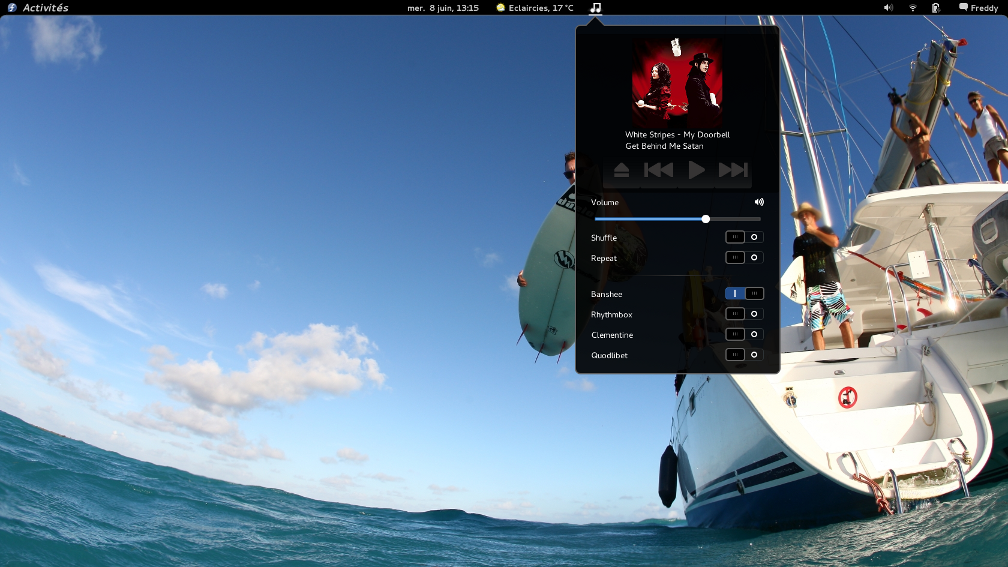 Activités
mer. 8 juin, 13:15
Eclaircies, 17 °C
Freddy
White Stripes - My Doorbell
Get Behind Me Satan
Volume
Shuffle
Repeat
Banshee
Rhythmbox
Clementine
Quodlibet